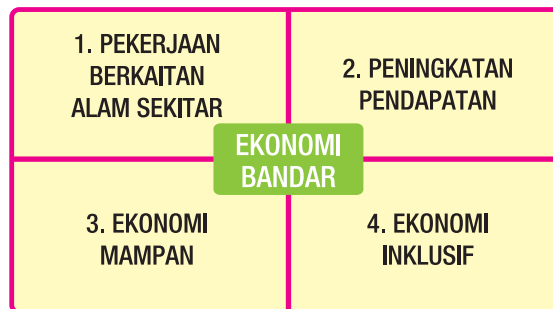 1. PEKERJAAN
BERKAITAN
ALAM SEKITAR
2. PENINGKATAN
PENDAPATAN
EKONOMI
BANDAR
3. EKONOMI
MAMPAN
4. EKONOMI
INKLUSIF